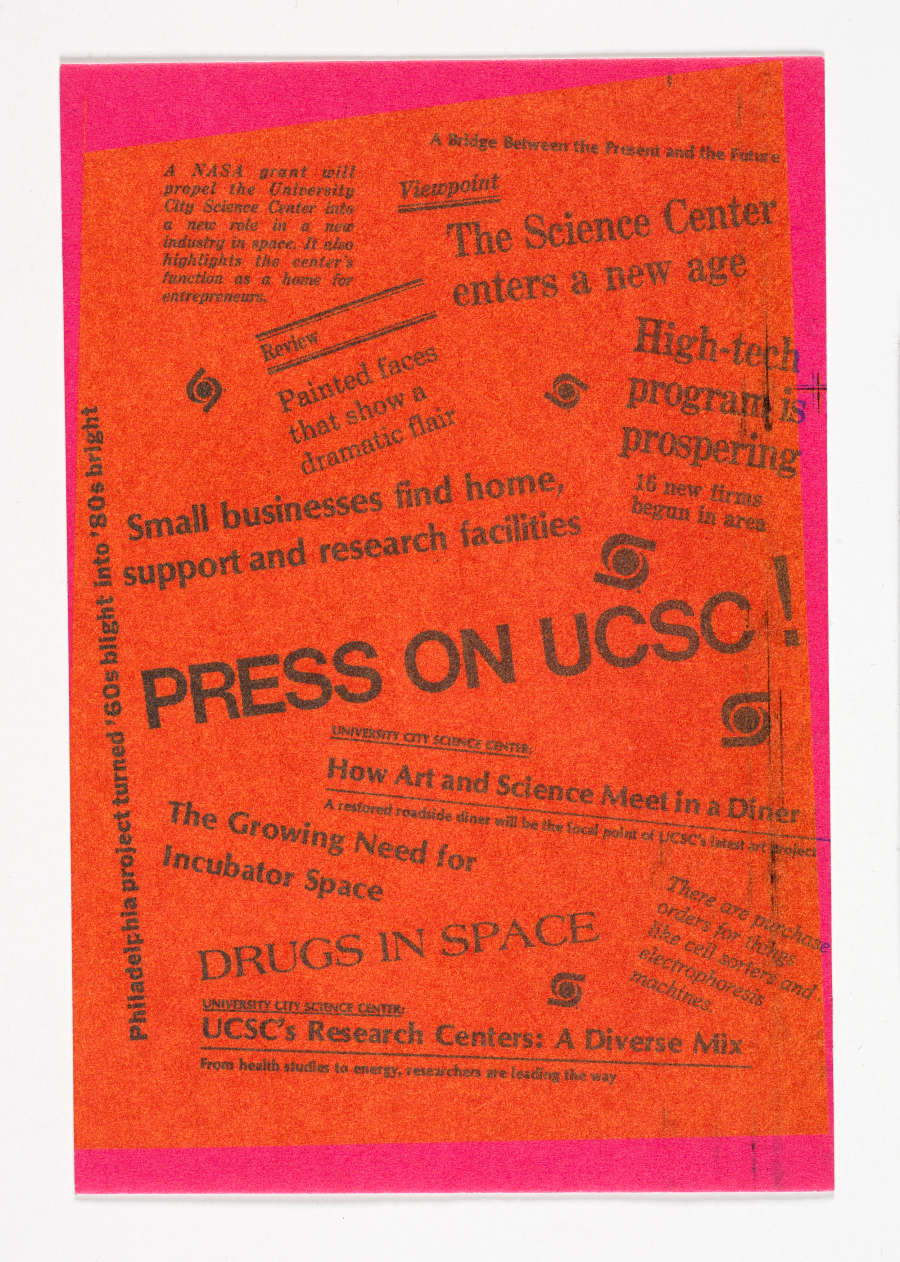 A Bridge Between the Present and the Future
A NASA grant will
propel the University
City Science Center into
a new role in a new
industry in space. It also
highlights the center's
function as a home for
entrepreneurs.
Viewpoint
The Science Center
enters a new age
Review
Painted faces
that show a
dramatic flair
High-tech
program is
prospering
16 new firms
begun in area
Small businesses find home,
support and research facilities
Philadelphia project turned '60s blight into '80s bright
PRESS ON UCSC!
UNIVERSITY CITY SCIENCE CENTER:
How Art and Science Meet in a Diner
A restored roadside diner will be the focal point of UCSC's latest art project
The Growing Need for
Incubator Space
There are purchase
orders for things
like cell sorters and
electrophoresis
machines.
DRUGS IN SPACE
UNIVERSITY CITY SCIENCE CENTER:
UCSC's Research Centers: A Diverse Mix
From health studies to energy, researchers are leading the way